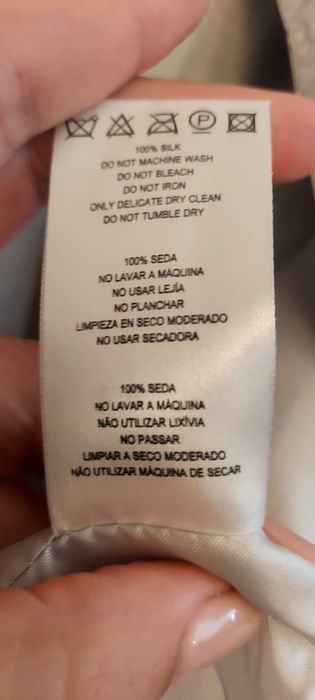 P
100% SILK
DO NOT MACHINE WASH
DO NOT BLEACH
DO NOT IRON
ONLY DELICATE DRY CLEAN
DO NOT TUMBLE DRY
100% SEDA
NO LAVAR A MÁQUINA
NO USAR LEJÍA
NO PLANCHAR
LIMPIEZA EN SECO MODERADO
NO USAR SECADORA
100% SEDA
NO LAVAR A MÁQUINA
NÃO UTILIZAR LIXÍVIA
NO PASSAR
LIMPIAR A SECO MODERADO
NÃO UTILIZAR MÁQUINA DE SECAR